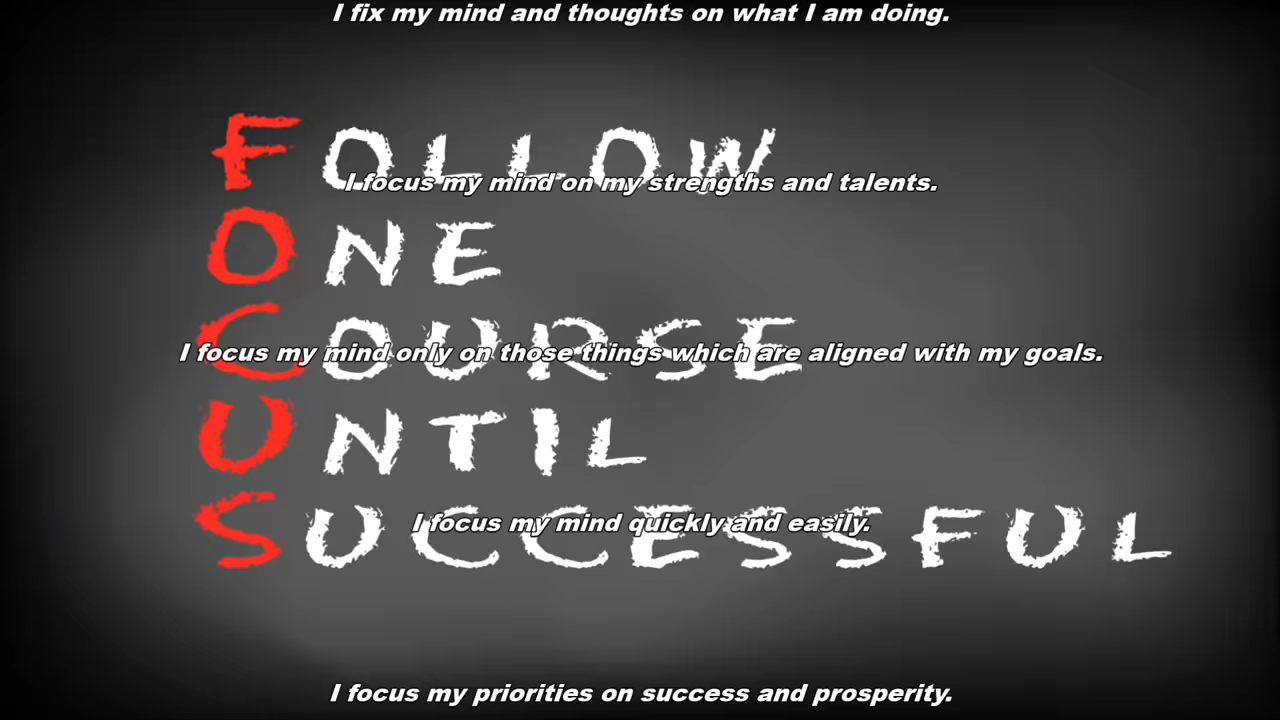 I fix my mind and thoughts on what I am doing.
FOLLOW
I focus my mind on my strengths and talents.
ONE
COURSE
I focus my mind only on those things which are aligned with my goals.
UNTIL
I focus my mind quickly and easily.
SUCCESSFUL
I focus my priorities on success and prosperity.